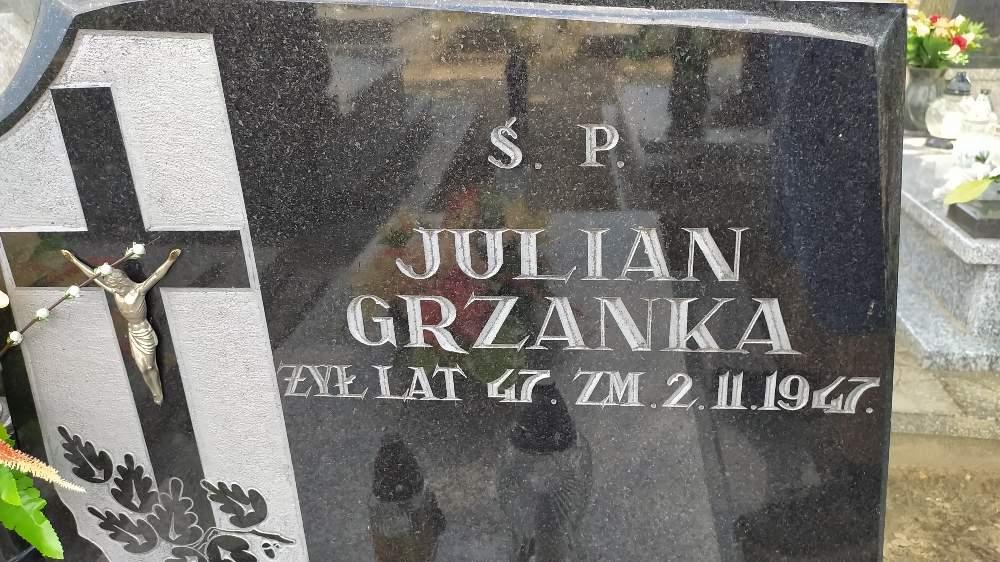 Ś. P.
JULIAN
GRZANKA
ŻYŁ LAT 47. ZM. 2.11.1947.